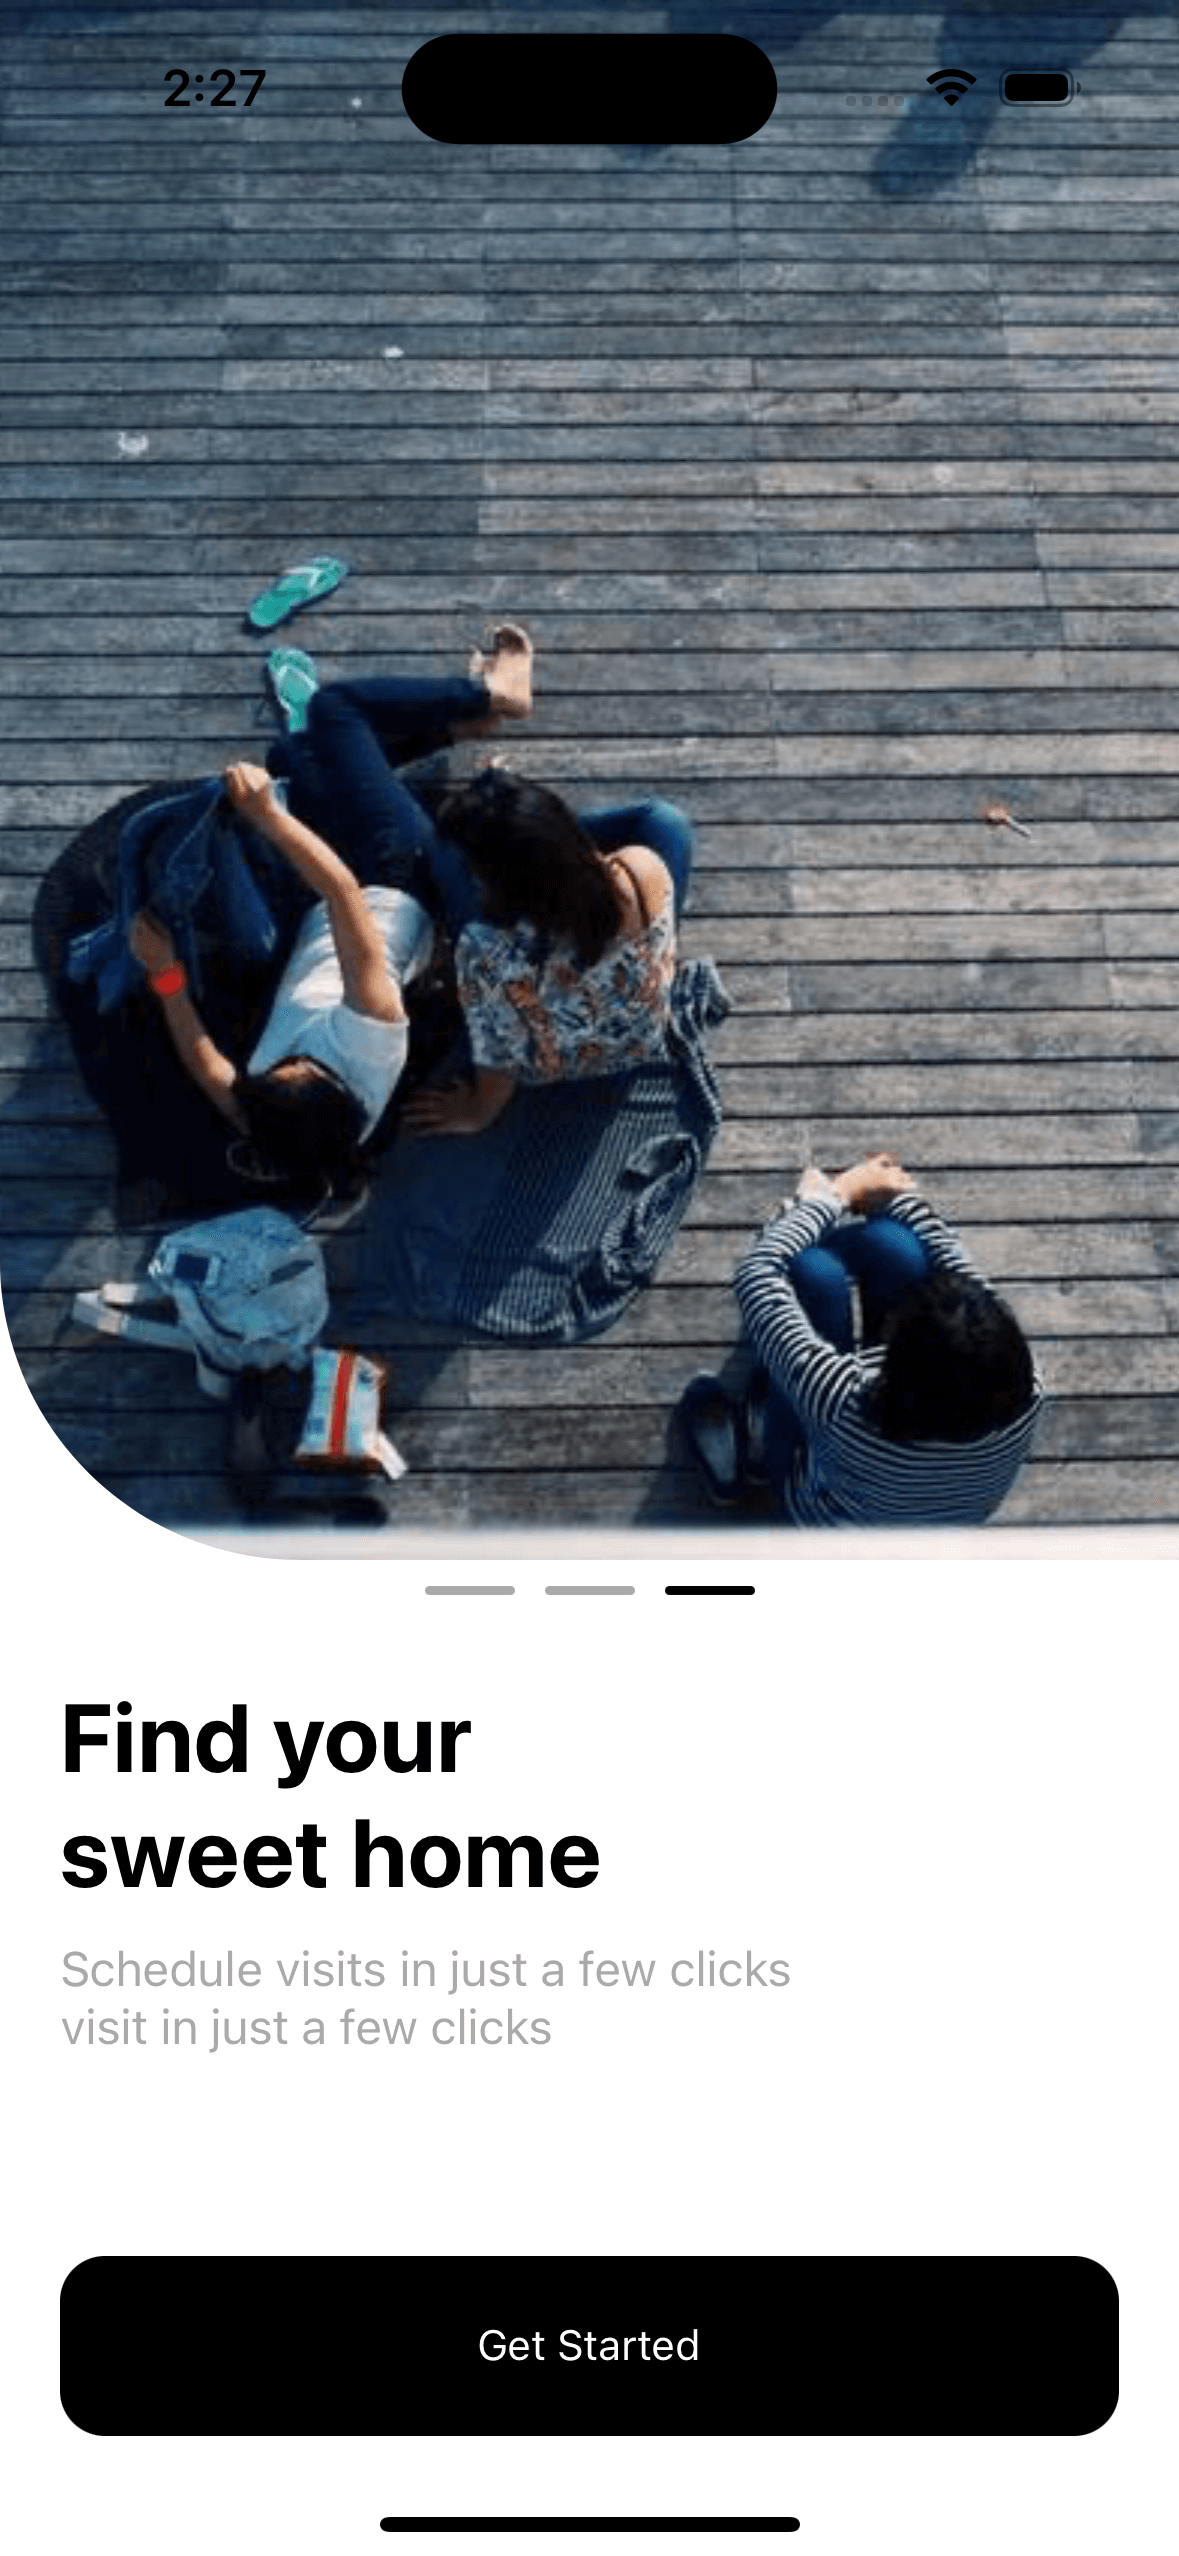 2:27
Find your
sweet home
Schedule visits in just a few clicks
visit in just a few clicks
Get Started